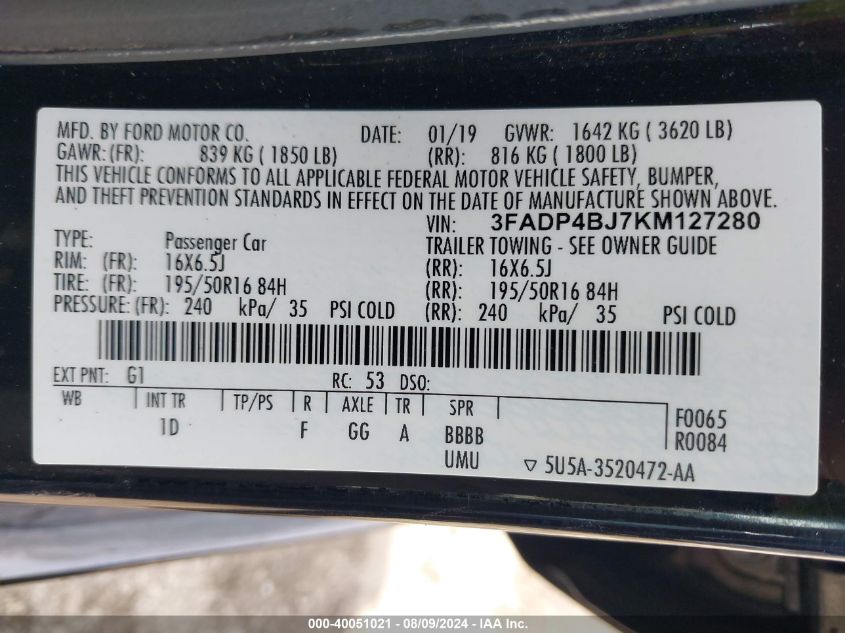 MFD. BY FORD MOTOR CO. DATE: 01/19 GVWR: 1642 KG ( 3620 LB)
GAWR: (FR): 839 KG ( 1850 LB) (RR): 816 KG ( 1800 LB)
THIS VEHICLE CONFORMS TO ALL APPLICABLE FEDERAL MOTOR VEHICLE SAFETY, BUMPER,
AND THEFT PREVENTION STANDARDS IN EFFECT ON THE DATE OF MANUFACTURE SHOWN ABOVE.
VIN: 3FADP4BJ7KM127280
TYPE: Passenger Car TRAILER TOWING - SEE OWNER GUIDE
RIM: (FR): 16X6.5J (RR): 16X6.5J
TIRE: (FR): 195/50R16 84H (RR): 195/50R16 84H
PRESSURE: (FR): 240 kPa/ 35 PSI COLD (RR): 240 kPa/ 35 PSI COLD
EXT PNT: G1 RC: 53 DSO:
WB INT TR TP/PS R AXLE TR SPR F0065
1D F GG A BBBB R0084
UMU ▽ 5U5A-3520472-AA
000-40051021 - 08/09/2024 - IAA Inc.